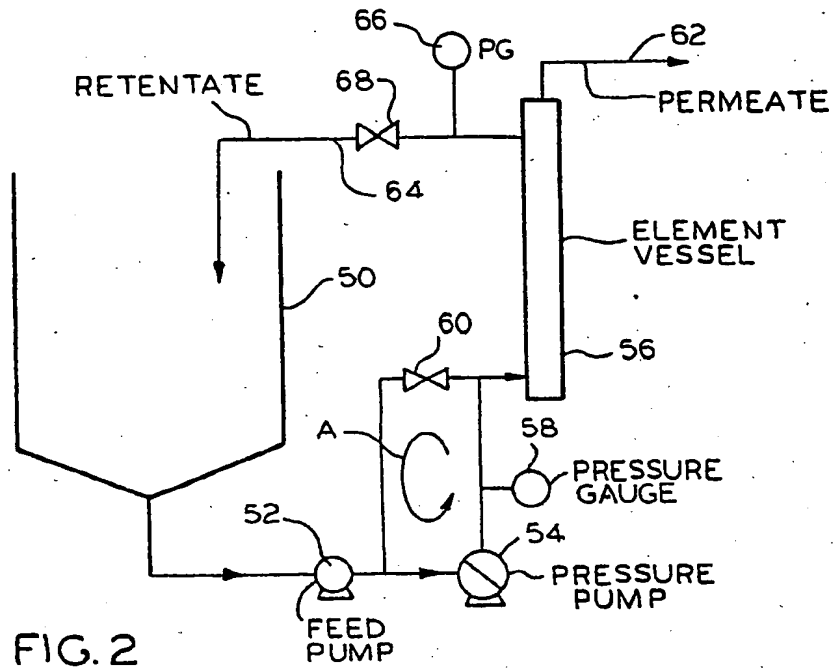 66
PG
62
RETENTATE
68
PERMEATE
64
ELEMENT
VESSEL
50
60
56
A
58
PRESSURE
GAUGE
52
54
PRESSURE
PUMP
FEED
PUMP
FIG. 2